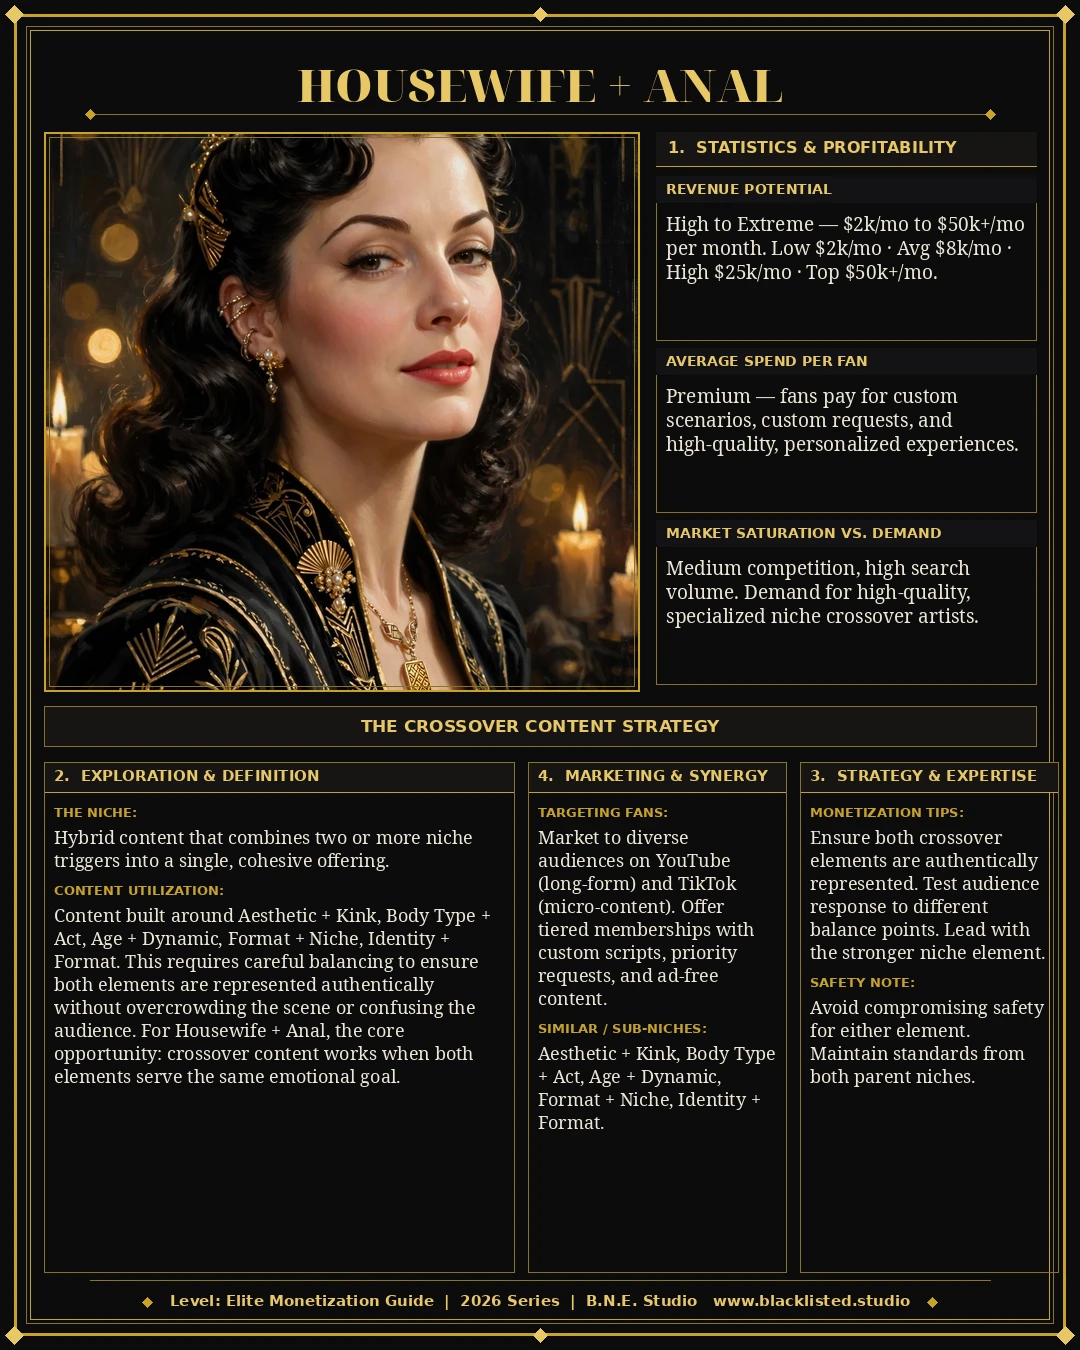 HOUSEWIFE + ANAL
1. STATISTICS & PROFITABILITY
REVENUE POTENTIAL
High to Extreme — $2k/mo to $50k+/mo
per month. Low $2k/mo · Avg $8k/mo ·
High $25k/mo · Top $50k+/mo.
AVERAGE SPEND PER FAN
Premium — fans pay for custom
scenarios, custom requests, and
high-quality, personalized experiences.
MARKET SATURATION VS. DEMAND
Medium competition, high search
volume. Demand for high-quality,
specialized niche crossover artists.
THE CROSSOVER CONTENT STRATEGY
2. EXPLORATION & DEFINITION
THE NICHE:
Hybrid content that combines two or more niche
triggers into a single, cohesive offering.
CONTENT UTILIZATION:
Content built around Aesthetic + Kink, Body Type +
Act, Age + Dynamic, Format + Niche, Identity +
Format. This requires careful balancing to ensure
both elements are represented authentically
without overcrowding the scene or confusing the
audience. For Housewife + Anal, the core
opportunity: crossover content works when both
elements serve the same emotional goal.
4. MARKETING & SYNERGY
TARGETING FANS:
Market to diverse
audiences on YouTube
(long-form) and TikTok
(micro-content). Offer
tiered memberships with
custom scripts, priority
requests, and ad-free
content.
SIMILAR / SUB-NICHES:
Aesthetic + Kink, Body Type
+ Act, Age + Dynamic,
Format + Niche, Identity +
Format.
3. STRATEGY & EXPERTISE
MONETIZATION TIPS:
Ensure both crossover
elements are authentically
represented. Test audience
response to different
balance points. Lead with
the stronger niche element.
SAFETY NOTE:
Avoid compromising safety
for either element.
Maintain standards from
both parent niches.
Level: Elite Monetization Guide | 2026 Series | B.N.E. Studio www.blacklisted.studio